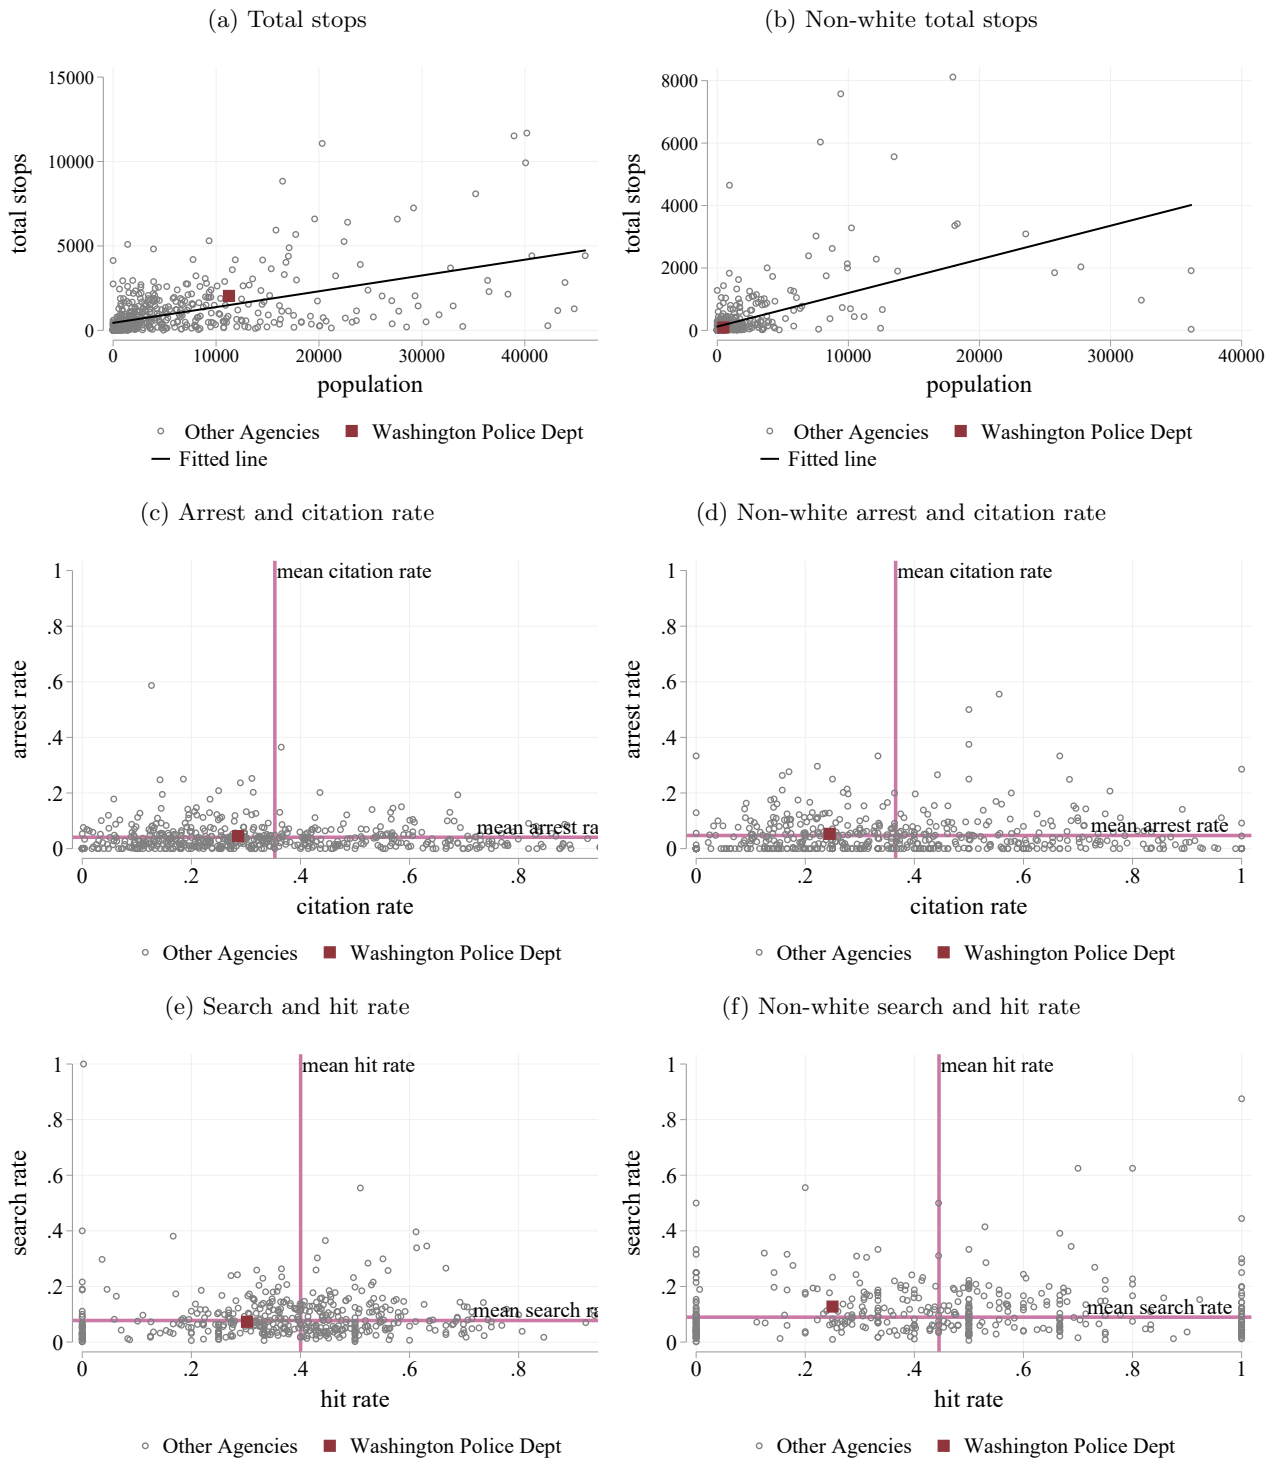 (a) Total stops
(b) Non-white total stops
total stops
15000
10000
5000
0
0 10000 20000 30000 40000
population
Other Agencies Washington Police Dept
Fitted line
total stops
8000
6000
4000
2000
0
0 10000 20000 30000 40000
population
Other Agencies Washington Police Dept
Fitted line
(c) Arrest and citation rate
(d) Non-white arrest and citation rate
arrest rate
1
.8
.6
.4
.2
0
mean citation rate
mean arrest ra
0 .2 .4 .6 .8
citation rate
Other Agencies Washington Police Dept
arrest rate
1
.8
.6
.4
.2
0
mean citation rate
mean arrest rate
0 .2 .4 .6 .8 1
citation rate
Other Agencies Washington Police Dept
(e) Search and hit rate
(f) Non-white search and hit rate
search rate
1
.8
.6
.4
.2
0
mean hit rate
mean search ra
0 .2 .4 .6 .8
hit rate
Other Agencies Washington Police Dept
search rate
1
.8
.6
.4
.2
0
mean hit rate
mean search rate
0 .2 .4 .6 .8 1
hit rate
Other Agencies Washington Police Dept